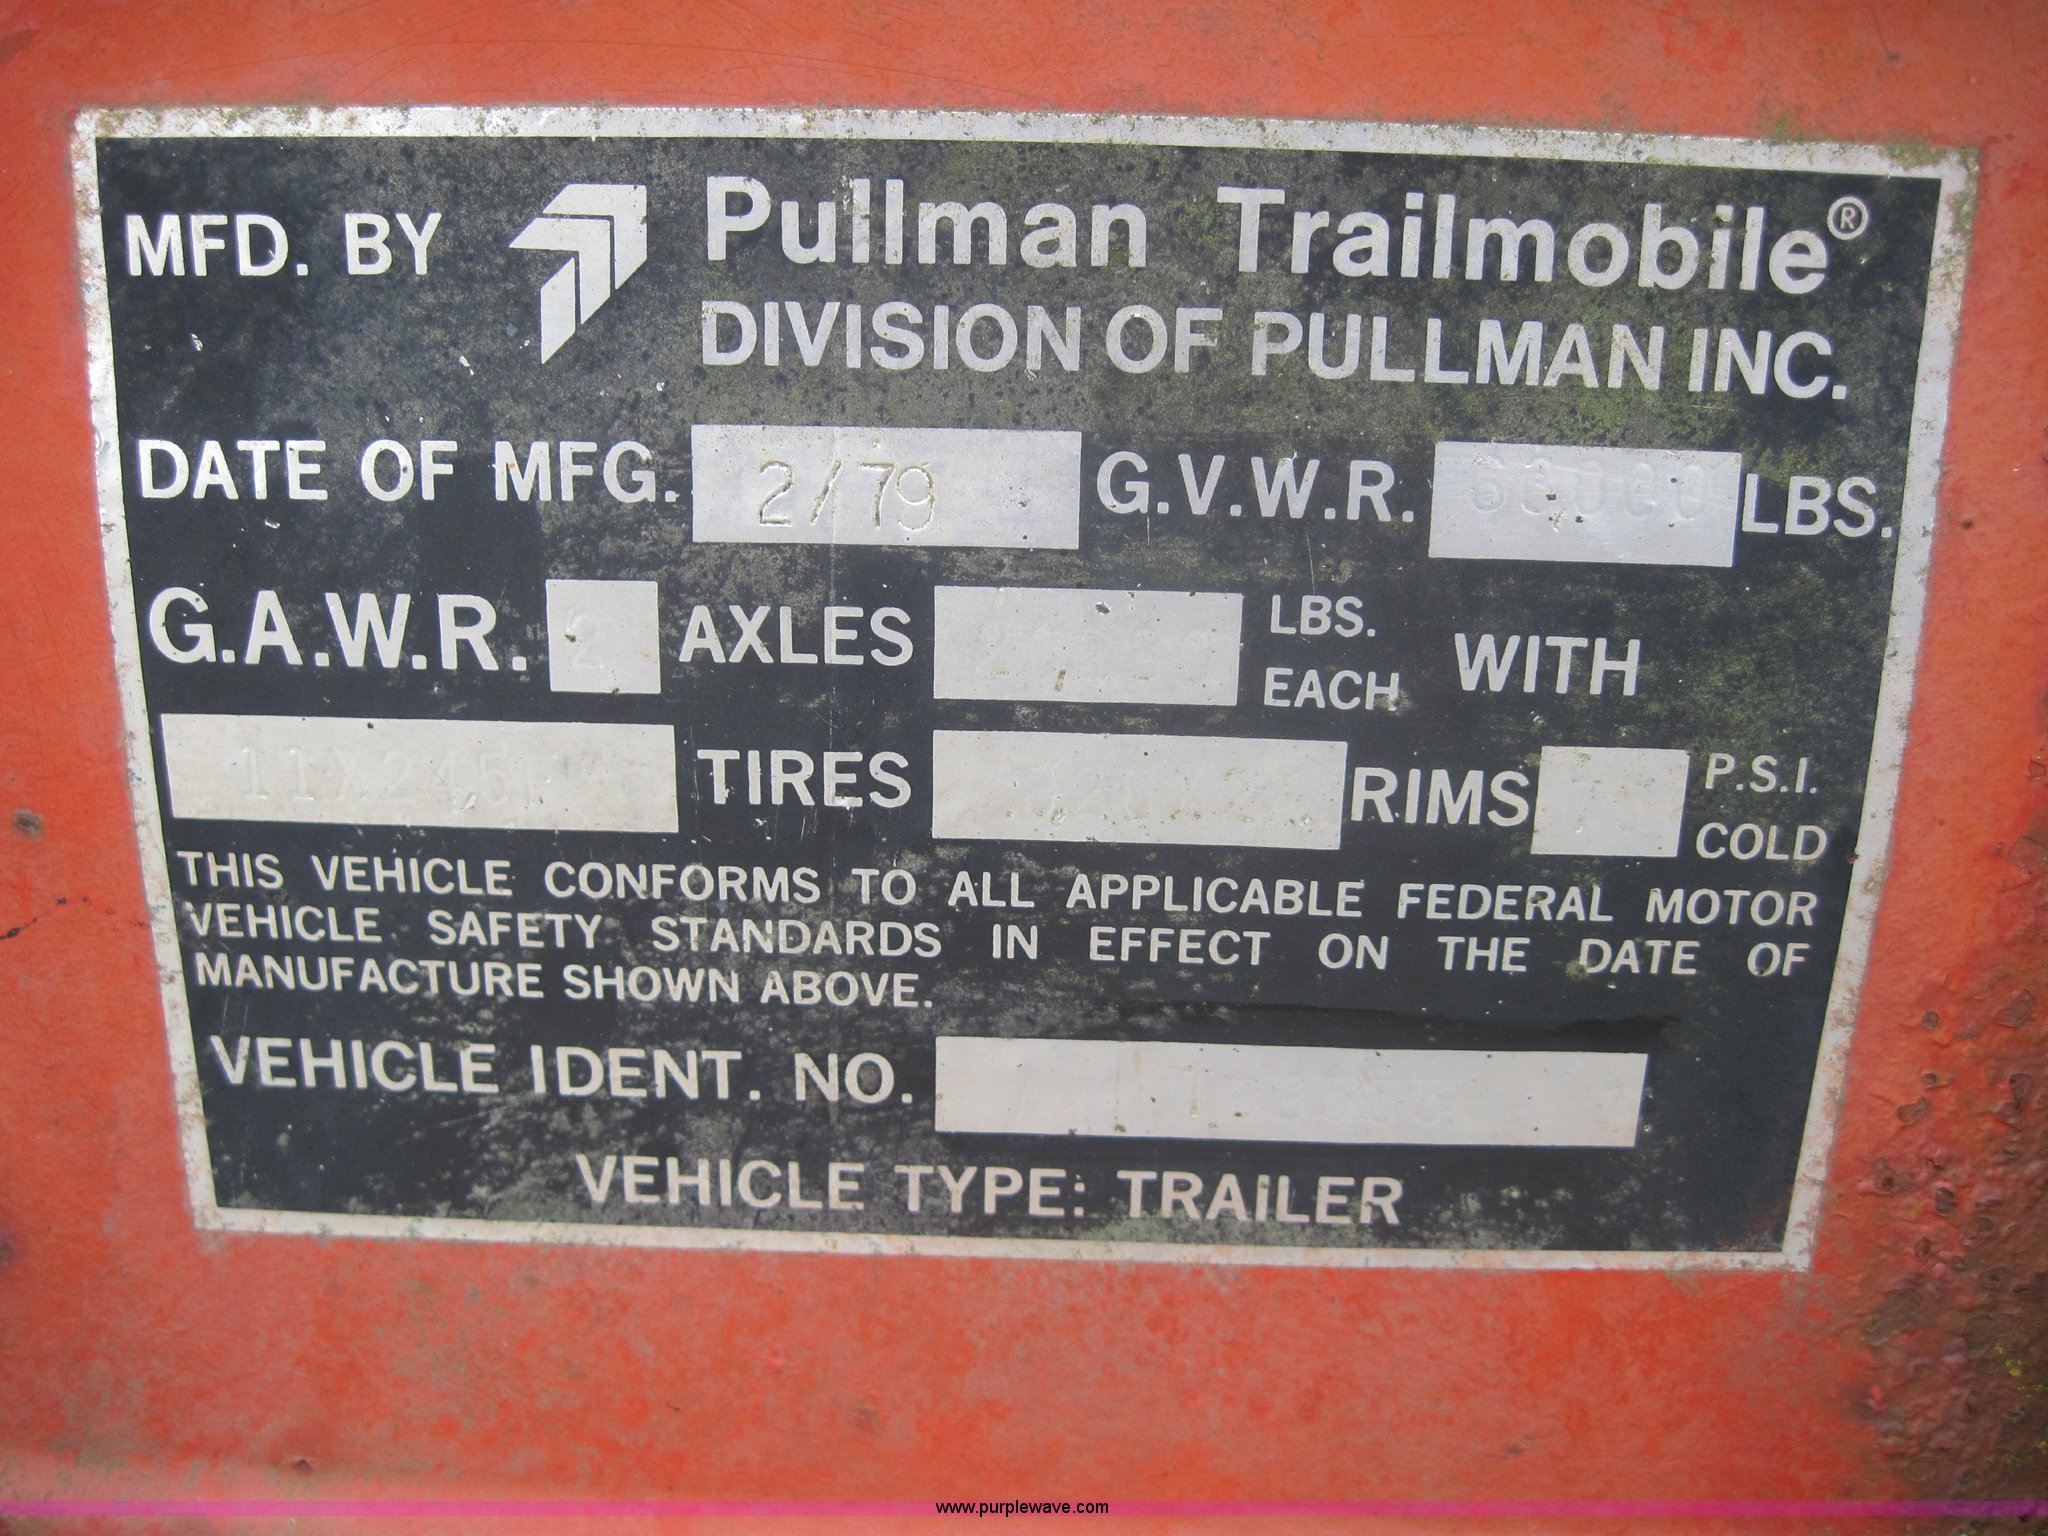 MFD. BY Pullman Trailmobile®
DIVISION OF PULLMAN INC.
DATE OF MFG. 2/79 G.V.W.R. LBS.
G.A.W.R. 2 AXLES LBS. EACH WITH
TIRES RIMS P.S.I. COLD
THIS VEHICLE CONFORMS TO ALL APPLICABLE FEDERAL MOTOR
VEHICLE SAFETY STANDARDS IN EFFECT ON THE DATE OF
MANUFACTURE SHOWN ABOVE.
VEHICLE IDENT. NO.
VEHICLE TYPE: TRAILER
www.purplewave.com